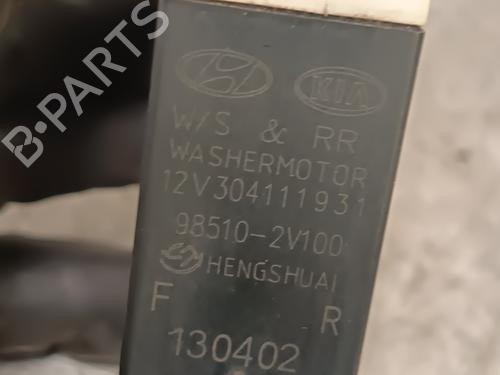 KIA
W/S & RR
WASHERMOTOR
12V304111931
98510-2V100
HENGSHUAI
F R
130402
B-PARTS